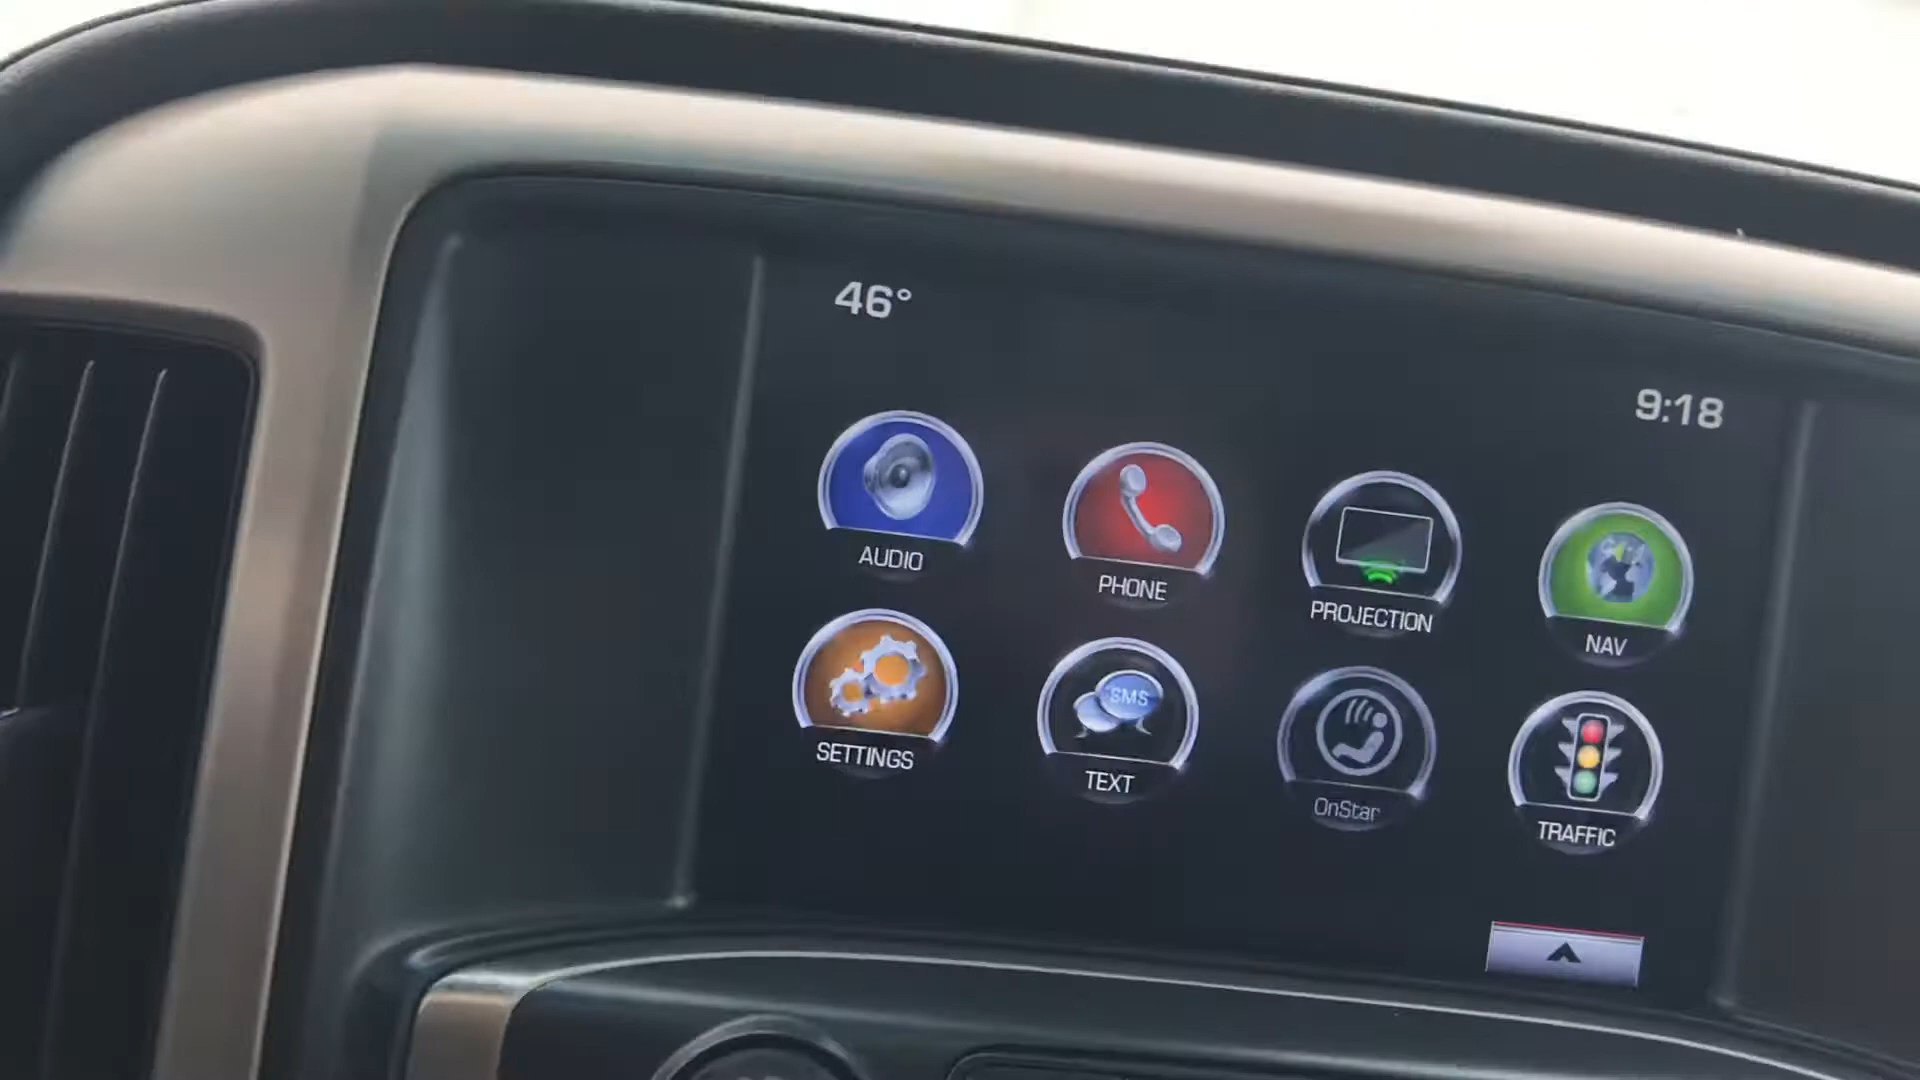 46°
9:18
AUDIO
PHONE
PROJECTION
NAV
SETTINGS
SMS
TEXT
OnStar
TRAFFIC